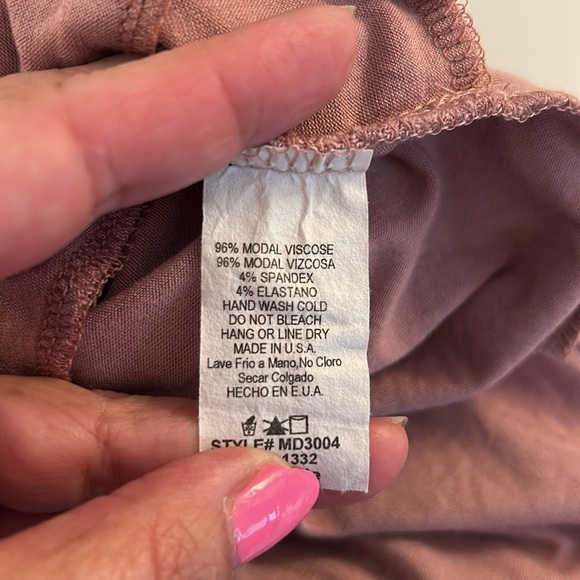 96% MODAL VISCOSE
96% MODAL VIZCOSA
4% SPANDEX
4% ELASTANO
HAND WASH COLD
DO NOT BLEACH
HANG OR LINE DRY
MADE IN U.S.A.
Lave Frio a Mano,No Cloro
Secar Colgado
HECHO EN E.U.A.
STYLE# MD3004
1332